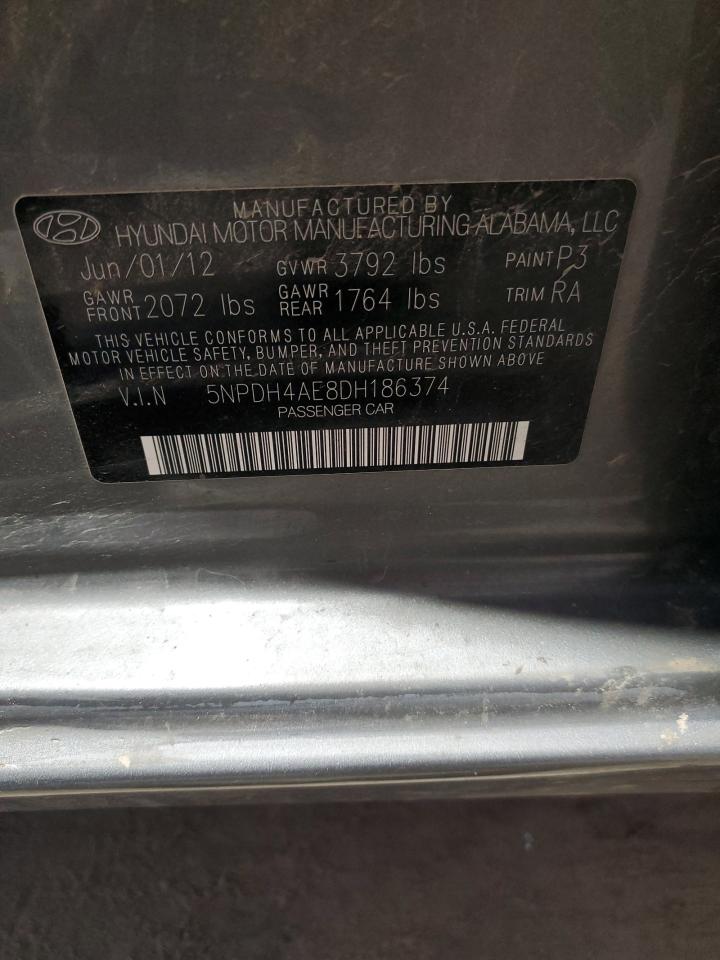 MANUFACTURED BY
HYUNDAI MOTOR MANUFACTURING ALABAMA, LLC
Jun/01/12 GVWR 3792 lbs PAINT P3
GAWR FRONT 2072 lbs GAWR REAR 1764 lbs TRIM RA
THIS VEHICLE CONFORMS TO ALL APPLICABLE U.S.A. FEDERAL
MOTOR VEHICLE SAFETY, BUMPER, AND THEFT PREVENTION STANDARDS
IN EFFECT ON THE DATE OF MANUFACTURE SHOWN ABOVE
V.I.N 5NPDH4AE8DH186374
PASSENGER CAR